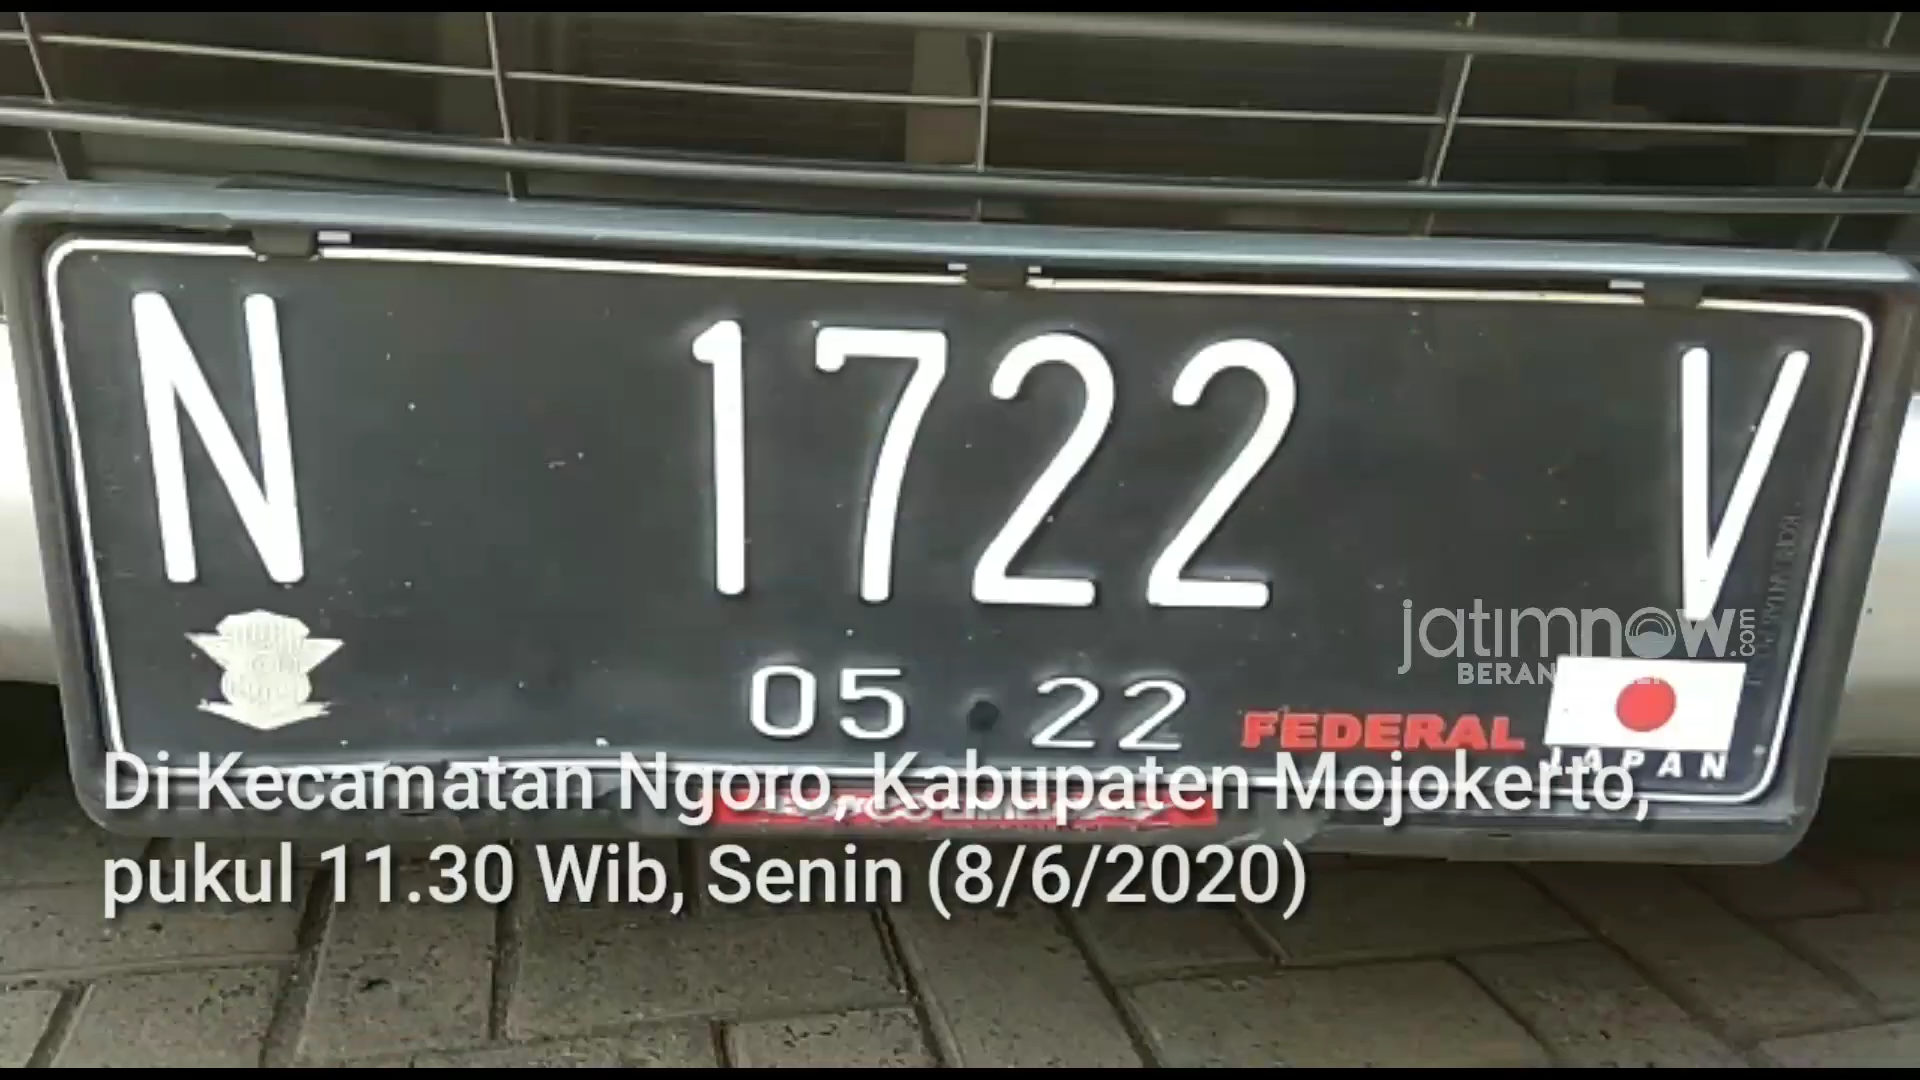 N 1722 V
jatimnow.com
05 22
FEDERAL
JAPAN
Di Kecamatan Ngoro, Kabupaten Mojokerto,
pukul 11.30 Wib, Senin (8/6/2020)